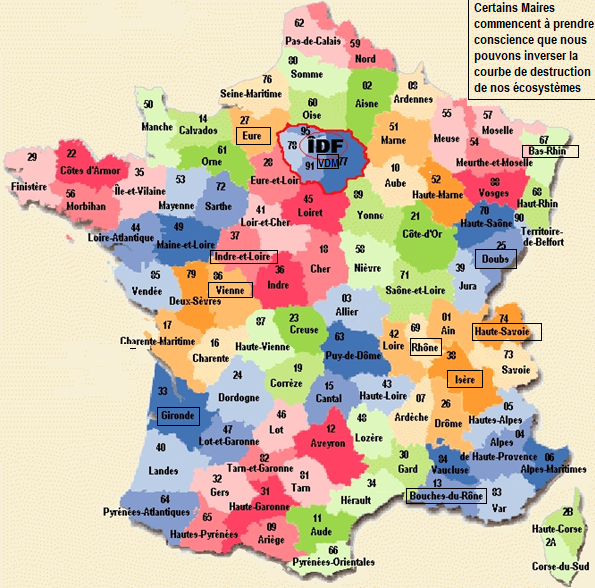 Certains Maires
commencent à prendre
conscience que nous
pouvons inverser la
courbe de destruction
de nos écosystèmes
62
Pas-de-Calais
59
Nord
80
Somme
76
Seine-Maritime
02
Aisne
08
Ardennes
60
Oise
50
Manche
14
Calvados
27
Eure
95
78
ÎDF
VDM
91
77
51
Marne
55
Meuse
57
Moselle
54
Meurthe-et-Moselle
67
Bas-Rhin
61
Orne
28
Eure-et-Loir
10
Aube
52
Haute-Marne
88
Vosges
68
Haut-Rhin
29
Finistère
22
Côtes d'Armor
35
Île-et-Vilaine
56
Morbihan
53
Mayenne
72
Sarthe
45
Loiret
41
Loir-et-Cher
89
Yonne
21
Côte-d'Or
70
Haute-Saône
90
Territoire-
de-Belfort
44
Loire-Atlantique
49
Maine-et-Loire
37
Indre-et-Loire
18
Cher
58
Nièvre
25
Doubs
39
Jura
85
Vendée
79
Deux-Sèvres
86
Vienne
36
Indre
71
Saône-et-Loire
03
Allier
17
Charente-Maritime
16
Charente
87
Haute-Vienne
23
Creuse
63
Puy-de-Dôme
42
Loire
69
Rhône
01
Ain
74
Haute-Savoie
73
Savoie
38
Isère
33
Gironde
24
Dordogne
19
Corrèze
15
Cantal
43
Haute-Loire
07
Ardèche
26
Drôme
05
Hautes-Alpes
47
Lot-et-Garonne
46
Lot
12
Aveyron
48
Lozère
04
Alpes
de Haute-Provence
06
Alpes-Maritimes
40
Landes
82
Tarn-et-Garonne
81
Tarn
30
Gard
84
Vaucluse
13
Bouches-du-Rône
83
Var
32
Gers
31
Haute-Garonne
34
Hérault
64
Pyrénées-Atlantiques
65
Hautes-Pyrénées
09
Ariège
11
Aude
66
Pyrénées-Orientales
2B
Haute-Corse
2A
Corse-du-Sud